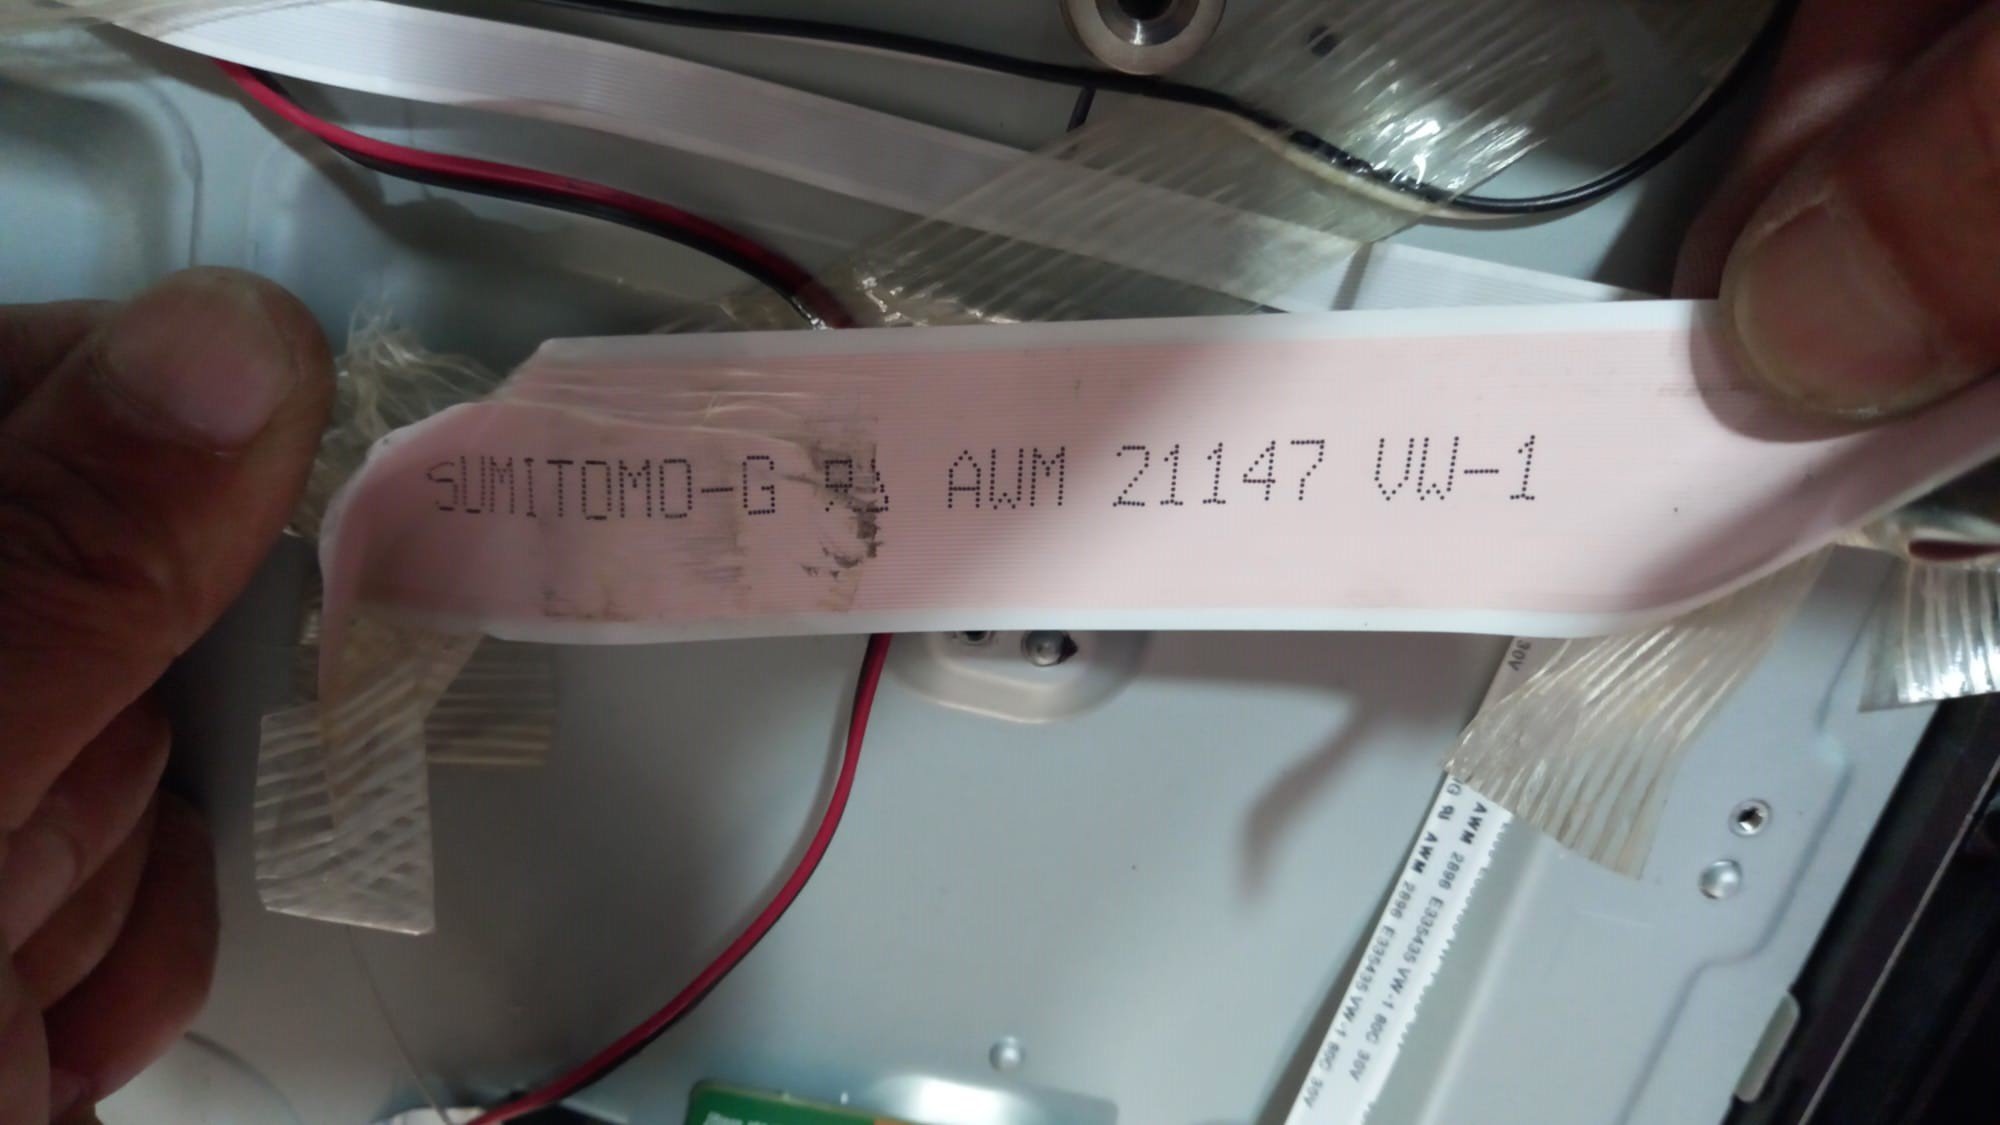 SUMITOMO-G AWM 21147 VW-1
30V
AWM 2896 E335435 VW-1 80C 30V
AWM 2896 E335435 VW-1 80C 30V